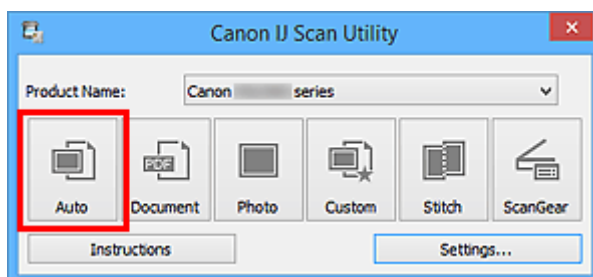 Canon IJ Scan Utility
Product Name: Canon series
Auto Document Photo Custom Stitch ScanGear
Instructions Settings...